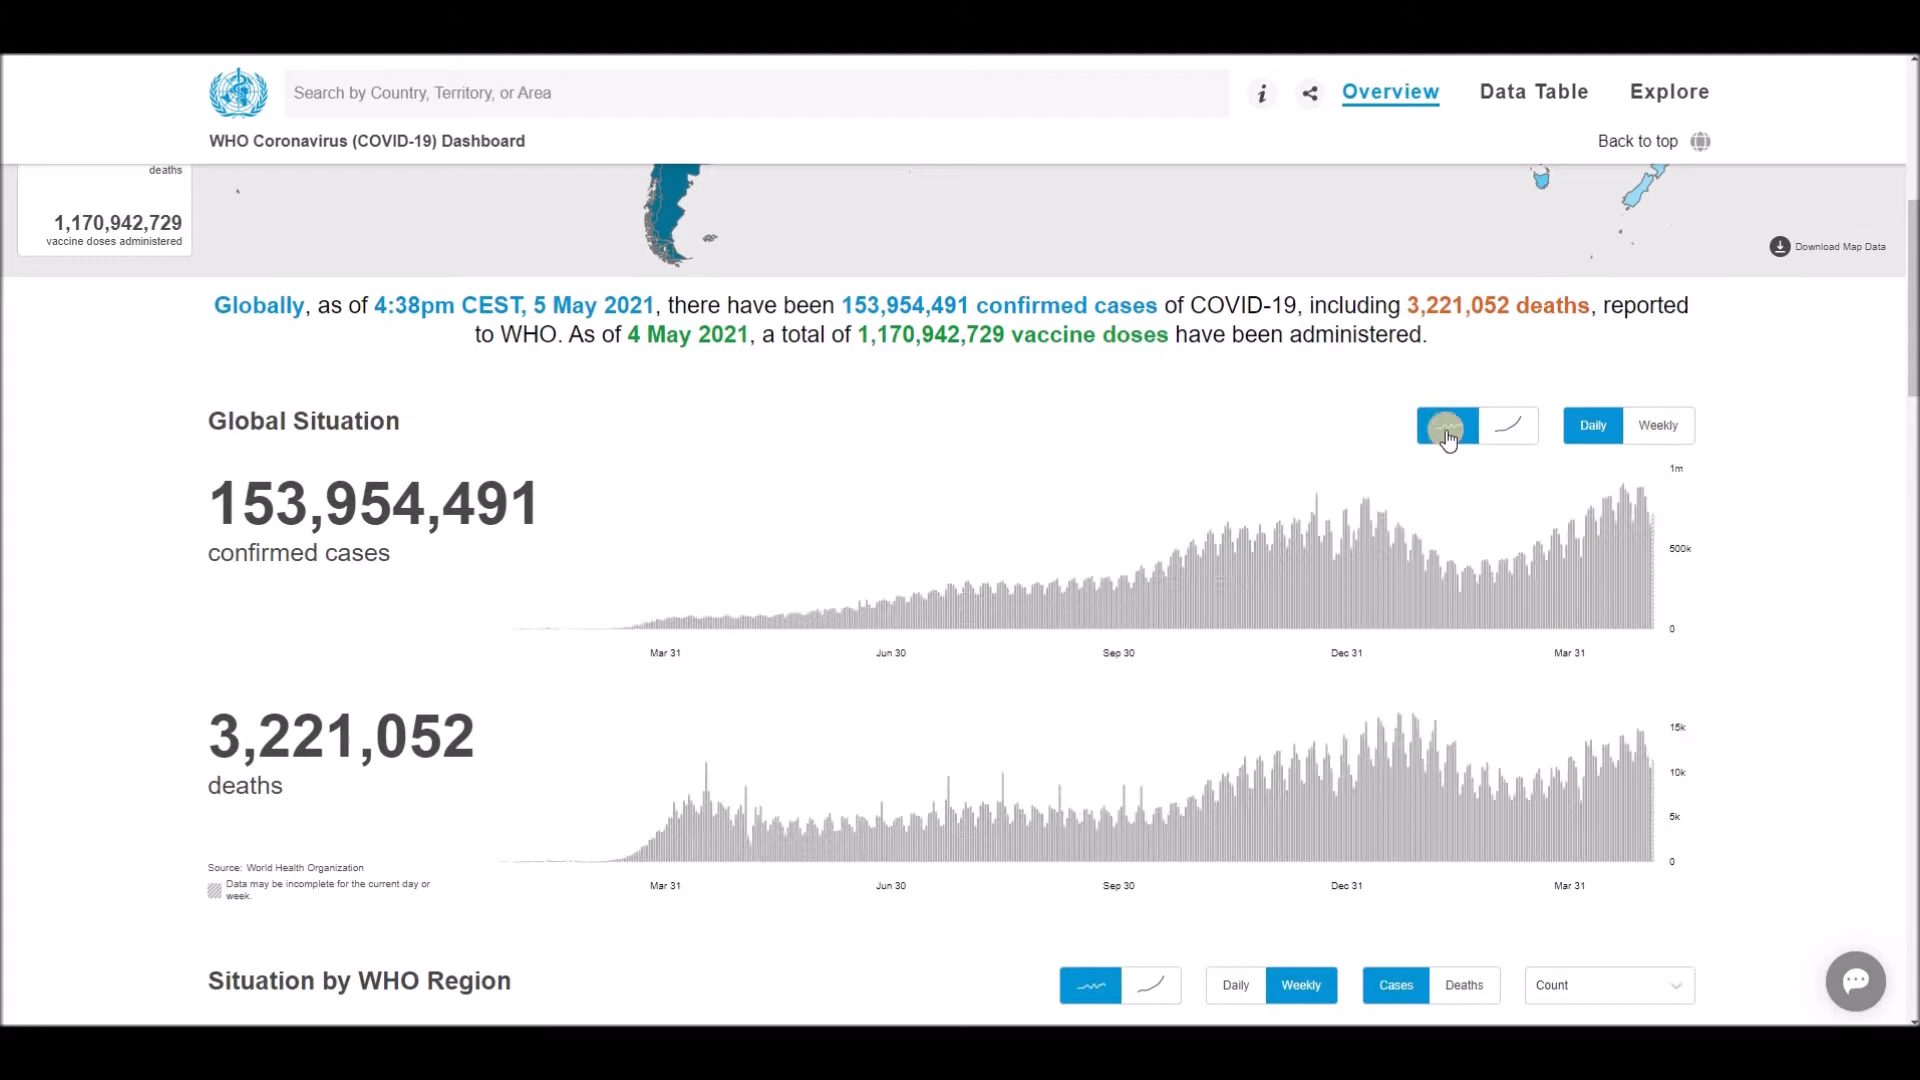 Search by Country, Territory, or Area
i
Overview
Data Table
Explore
WHO Coronavirus (COVID-19) Dashboard
Back to top
deaths
1,170,942,729
vaccine doses administered
Download Map Data
Globally, as of 4:38pm CEST, 5 May 2021, there have been 153,954,491 confirmed cases of COVID-19, including 3,221,052 deaths, reported
to WHO. As of 4 May 2021, a total of 1,170,942,729 vaccine doses have been administered.
Global Situation
Daily
Weekly
153,954,491
confirmed cases
1m
500k
0
Mar 31
Jun 30
Sep 30
Dec 31
Mar 31
3,221,052
deaths
15k
10k
5k
0
Source: World Health Organization
Data may be incomplete for the current day or
week.
Mar 31
Jun 30
Sep 30
Dec 31
Mar 31
Situation by WHO Region
Daily
Weekly
Cases
Deaths
Count